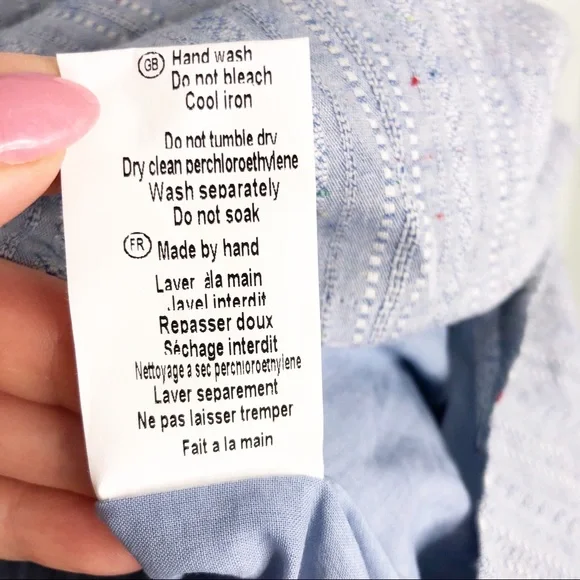 GB Hand wash
Do not bleach
Cool iron
Do not tumble dry
Dry clean perchloroethylene
Wash separately
Do not soak
FR Made by hand
Laver àla main
Javel interdit
Repasser doux
Séchage interdit
Nettoyage a sec perchloroethylene
Laver separement
Ne pas laisser tremper
Fait a la main